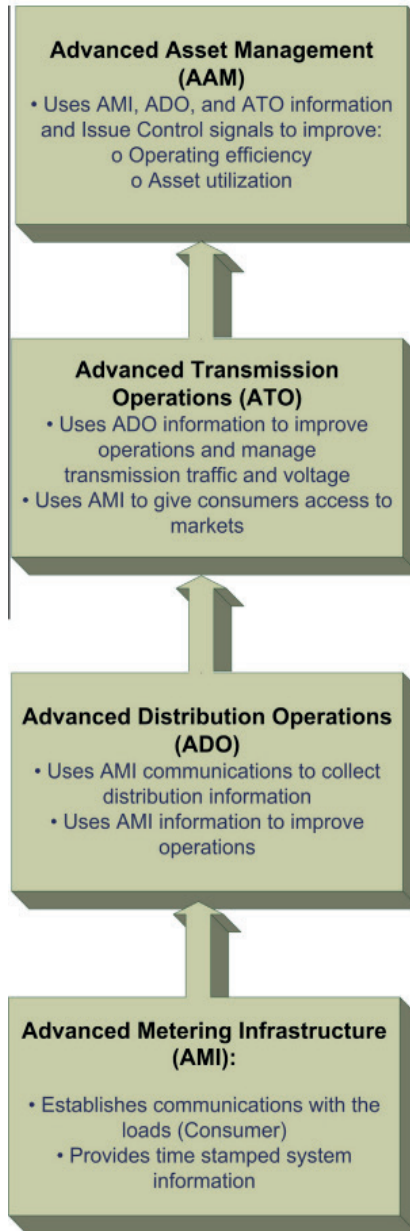 Advanced Asset Management
(AAM)
• Uses AMI, ADO, and ATO information
and Issue Control signals to improve:
o Operating efficiency
o Asset utilization
Advanced Transmission
Operations (ATO)
• Uses ADO information to improve
operations and manage
transmission traffic and voltage
• Uses AMI to give consumers access to
markets
Advanced Distribution Operations
(ADO)
• Uses AMI communications to collect
distribution information
• Uses AMI information to improve
operations
Advanced Metering Infrastructure
(AMI):
• Establishes communications with the
loads (Consumer)
• Provides time stamped system
information